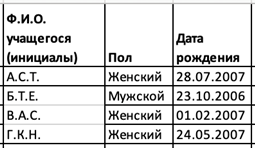 Ф.И.О.
учащегося
(инициалы) Пол Дата
рождения
А.С.Т. Женский 28.07.2007
Б.Т.Е. Мужской 23.10.2006
В.А.С. Женский 01.02.2007
Г.К.Н. Женский 24.05.2007